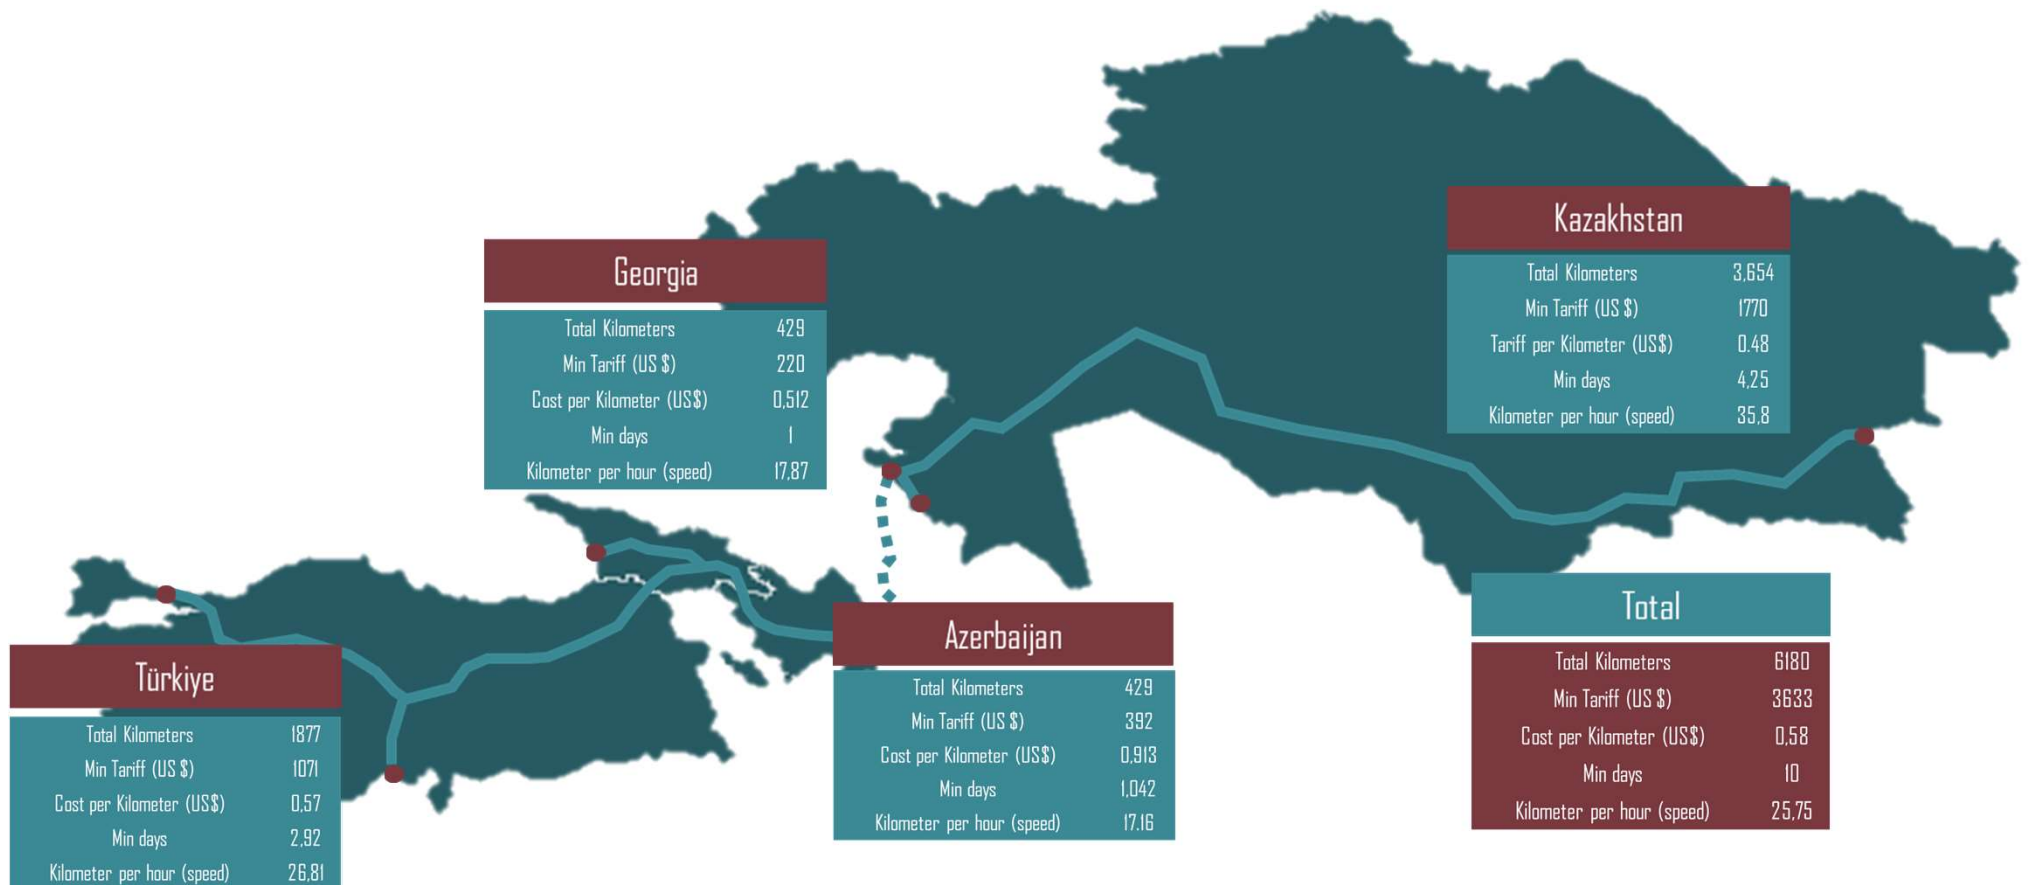 Georgia
Total Kilometers 429
Min Tariff (US $) 220
Cost per Kilometer (US$) 0,512
Min days 1
Kilometer per hour (speed) 17,87
Kazakhstan
Total Kilometers 3,654
Min Tariff (US $) 1770
Tariff per Kilometer (US$) 0.48
Min days 4,25
Kilometer per hour (speed) 35,8
Türkiye
Total Kilometers 1877
Min Tariff (US $) 1071
Cost per Kilometer (US$) 0,57
Min days 2,92
Kilometer per hour (speed) 26,81
Azerbaijan
Total Kilometers 429
Min Tariff (US $) 392
Cost per Kilometer (US$) 0,913
Min days 1,042
Kilometer per hour (speed) 17.16
Total
Total Kilometers 6180
Min Tariff (US $) 3633
Cost per Kilometer (US$) 0,58
Min days 10
Kilometer per hour (speed) 25,75